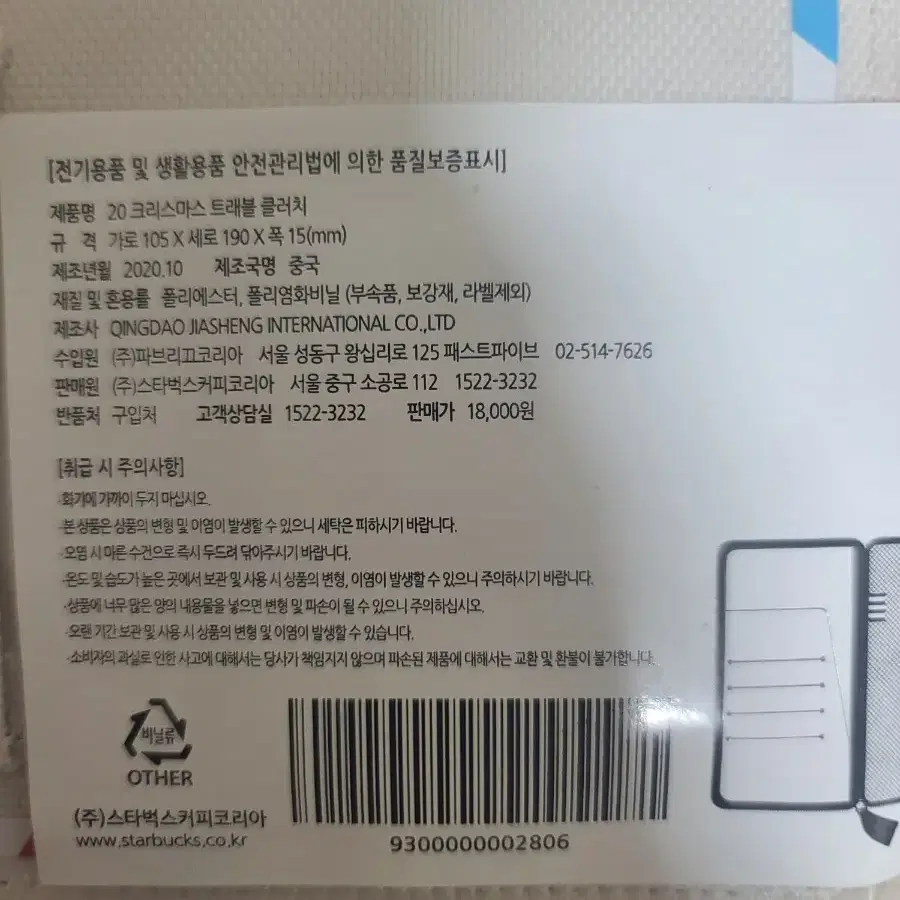 [전기용품 및 생활용품 안전관리법에 의한 품질보증표시]
제품명 20 크리스마스 트래블 클러치
규 격 가로 105 X 세로 190 X 폭 15(mm)
제조년월 2020.10 제조국명 중국
재질 및 혼용률 폴리에스터, 폴리염화비닐 (부속품, 보강재, 라벨제외)
제조사 QINGDAO JIASHENG INTERNATIONAL CO.,LTD
수입원 (주)파브리끄코리아 서울 성동구 왕십리로 125 패스트파이브 02-514-7626
판매원 (주)스타벅스커피코리아 서울 중구 소공로 112 1522-3232
반품처 구입처 고객상담실 1522-3232 판매가 18,000원
[취급 시 주의사항]
·화기에 가까이 두지 마십시오.
·본 상품은 상품의 변형 및 이염이 발생할 수 있으니 세탁은 피하시기 바랍니다.
·오염 시 마른 수건으로 즉시 두드려 닦아주시기 바랍니다.
·온도 및 습도가 높은 곳에서 보관 및 사용 시 상품의 변형, 이염이 발생할 수 있으니 주의하시기 바랍니다.
·상품에 너무 많은 양의 내용물을 넣으면 변형 및 파손이 될 수 있으니 주의하십시오.
·오랜 기간 보관 및 사용 시 상품의 변형 및 이염이 발생할 수 있습니다.
·소비자의 과실로 인한 사고에 대해서는 당사가 책임지지 않으며 파손된 제품에 대해서는 교환 및 환불이 불가합니다.
비닐류
OTHER
(주)스타벅스커피코리아
www.starbucks.co.kr
9300000002806